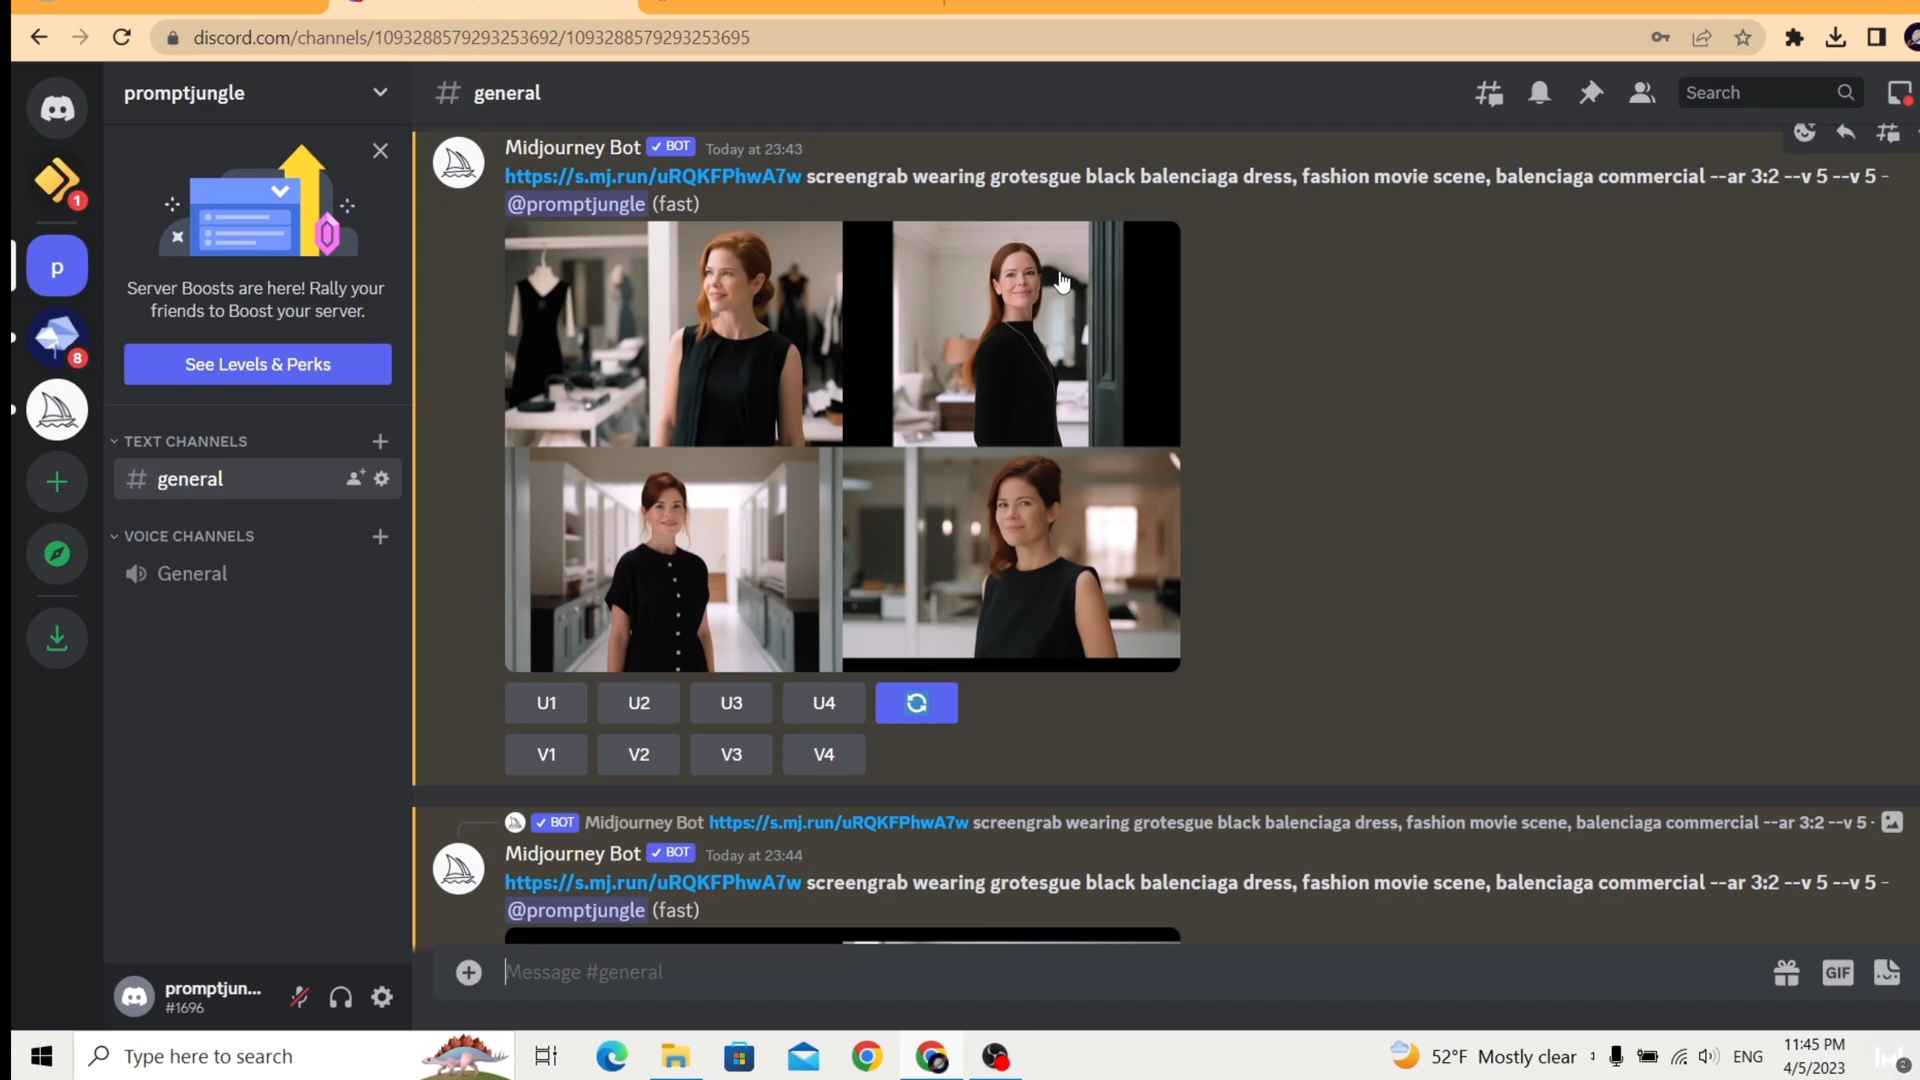 discord.com/channels/1093288579293253692/1093288579293253695
promptjungle
general
Search
1
p
8
Server Boosts are here! Rally your
friends to Boost your server.
See Levels & Perks
TEXT CHANNELS
general
VOICE CHANNELS
General
Midjourney Bot ✓ BOT Today at 23:43
https://s.mj.run/uRQKFPhwA7w screengrab wearing grotesgue black balenciaga dress, fashion movie scene, balenciaga commercial --ar 3:2 --v 5 --v 5 -
@promptjungle (fast)
U1 U2 U3 U4
V1 V2 V3 V4
✓ BOT Midjourney Bot https://s.mj.run/uRQKFPhwA7w screengrab wearing grotesgue black balenciaga dress, fashion movie scene, balenciaga commercial --ar 3:2 --v 5 -
Midjourney Bot ✓ BOT Today at 23:44
https://s.mj.run/uRQKFPhwA7w screengrab wearing grotesgue black balenciaga dress, fashion movie scene, balenciaga commercial --ar 3:2 --v 5 --v 5 -
@promptjungle (fast)
Message #general
GIF
promptjun...
#1696
Type here to search
52°F Mostly clear
ENG
11:45 PM
4/5/2023
2